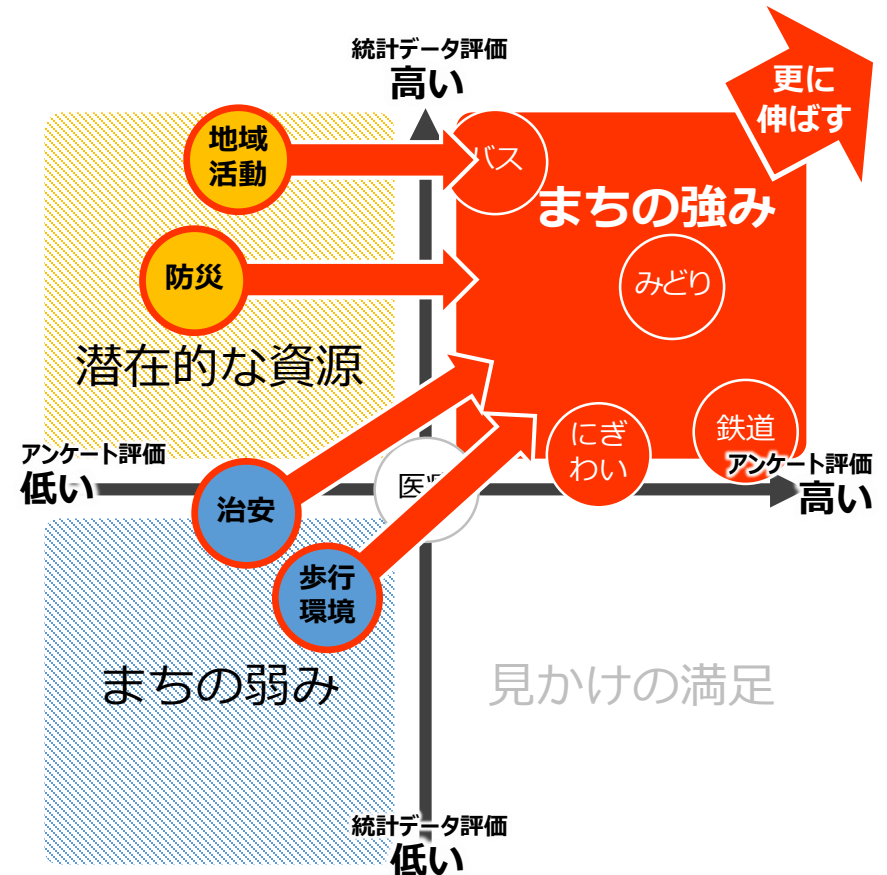 統計データ評価
高い
更に
伸ばす
地域
活動
バス
まちの強み
防災
みどり
潜在的な資源
にぎ
わい
鉄道
アンケート評価
低い
アンケート評価
高い
治安
歩行
環境
まちの弱み
見かけの満足
統計データ評価
低い